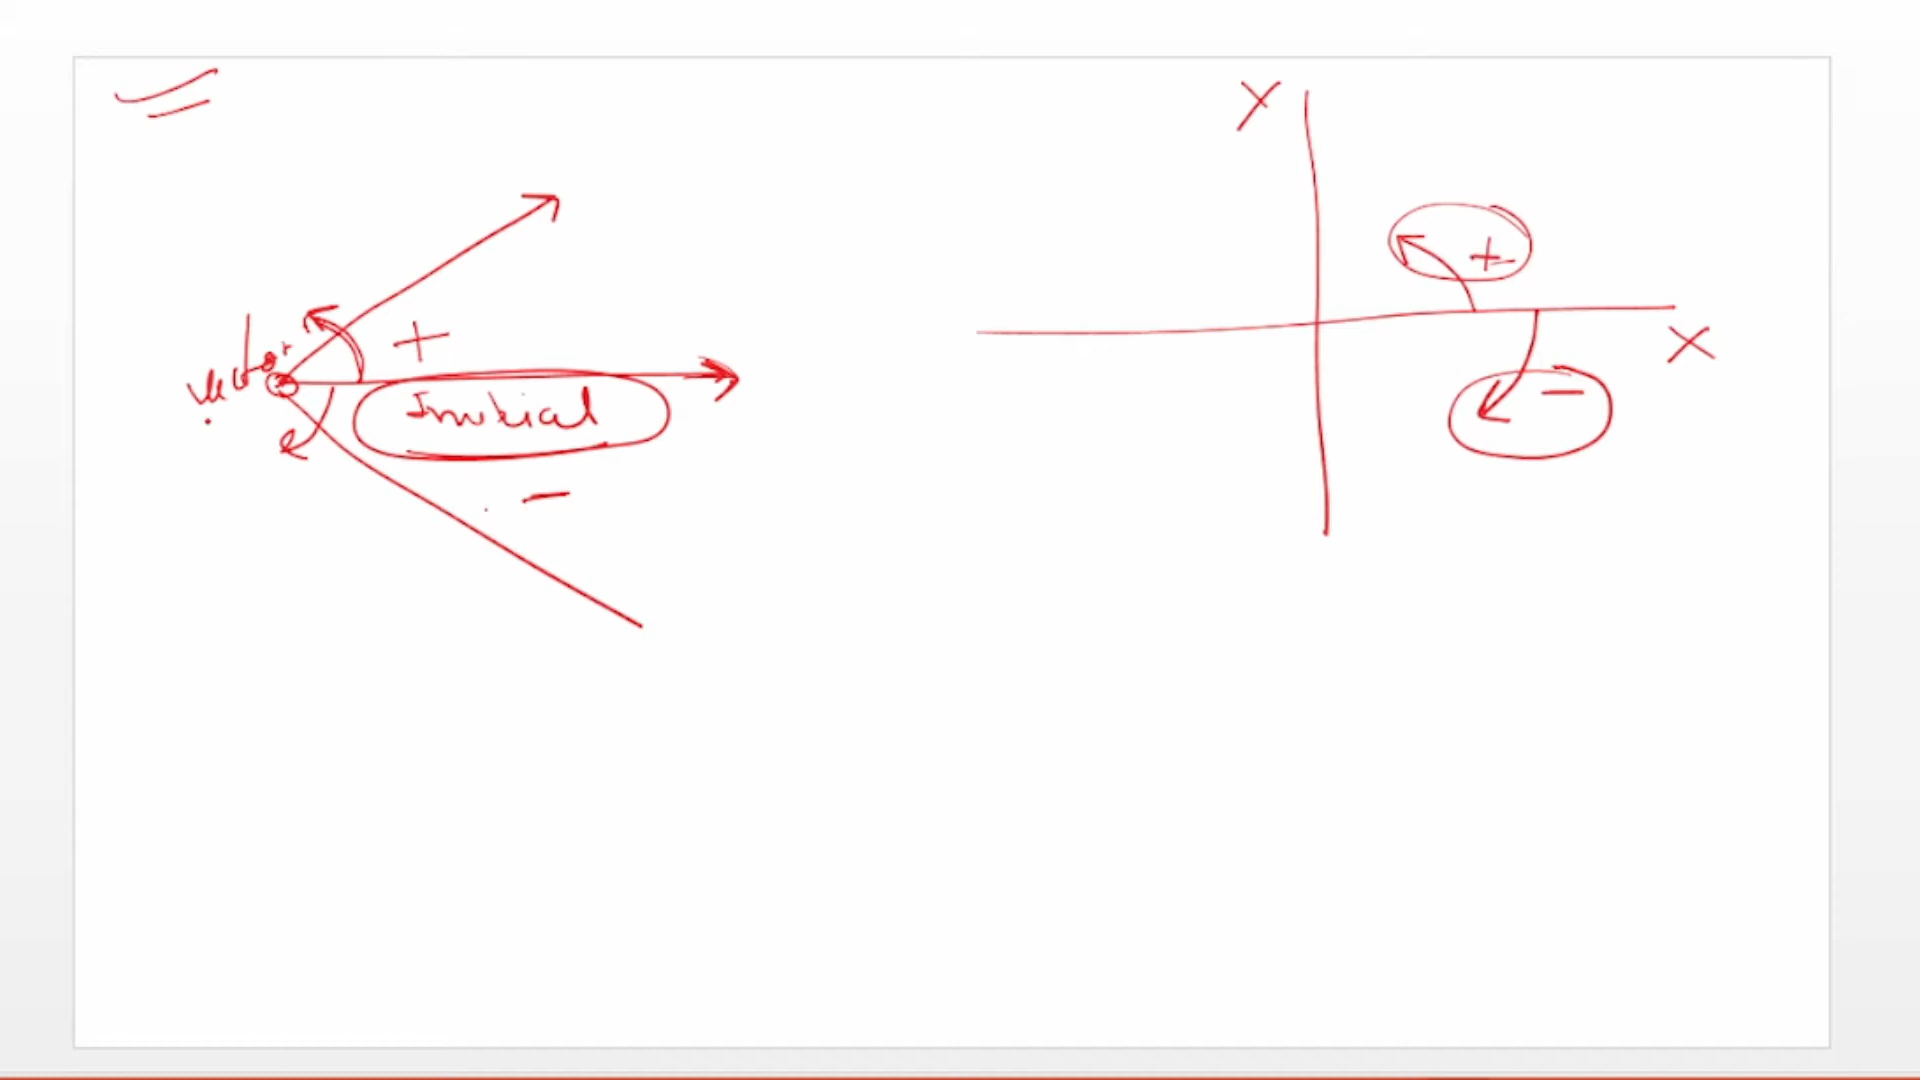 +
Initial
-
Y
+
X
-